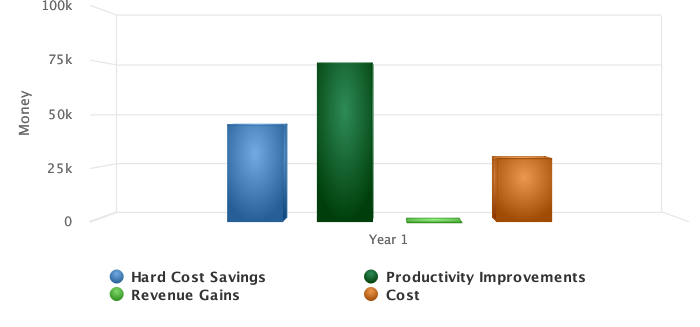 100k
75k
50k
25k
0
Money
Year 1
Hard Cost Savings
Productivity Improvements
Revenue Gains
Cost